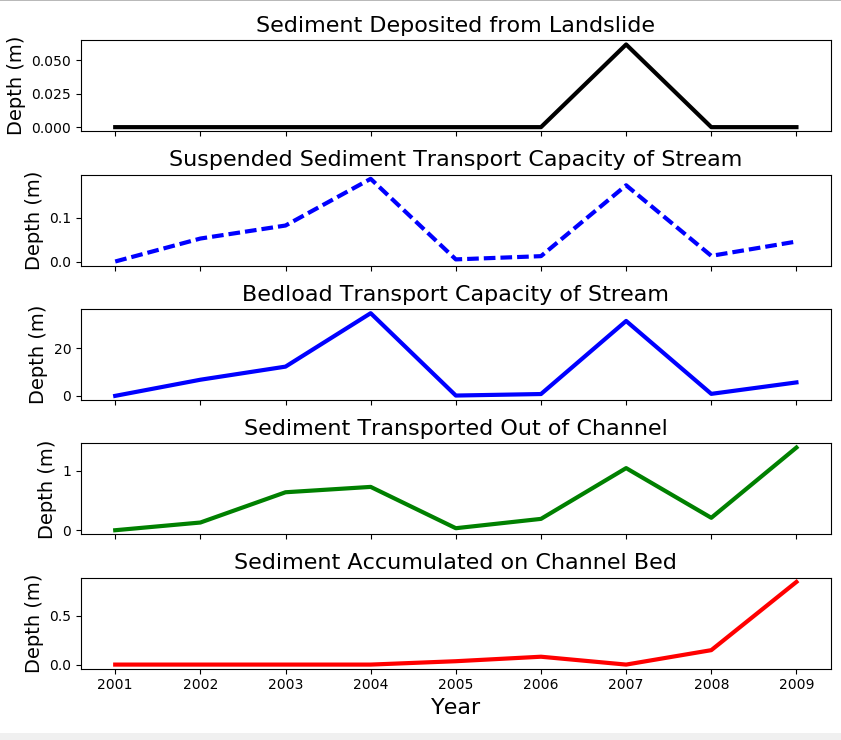 Sediment Deposited from Landslide
Depth (m)
0.050
0.025
0.000
Suspended Sediment Transport Capacity of Stream
Depth (m)
0.1
0.0
Bedload Transport Capacity of Stream
Depth (m)
20
0
Sediment Transported Out of Channel
Depth (m)
1
0
Sediment Accumulated on Channel Bed
Depth (m)
0.5
0.0
2001 2002 2003 2004 2005 2006 2007 2008 2009
Year